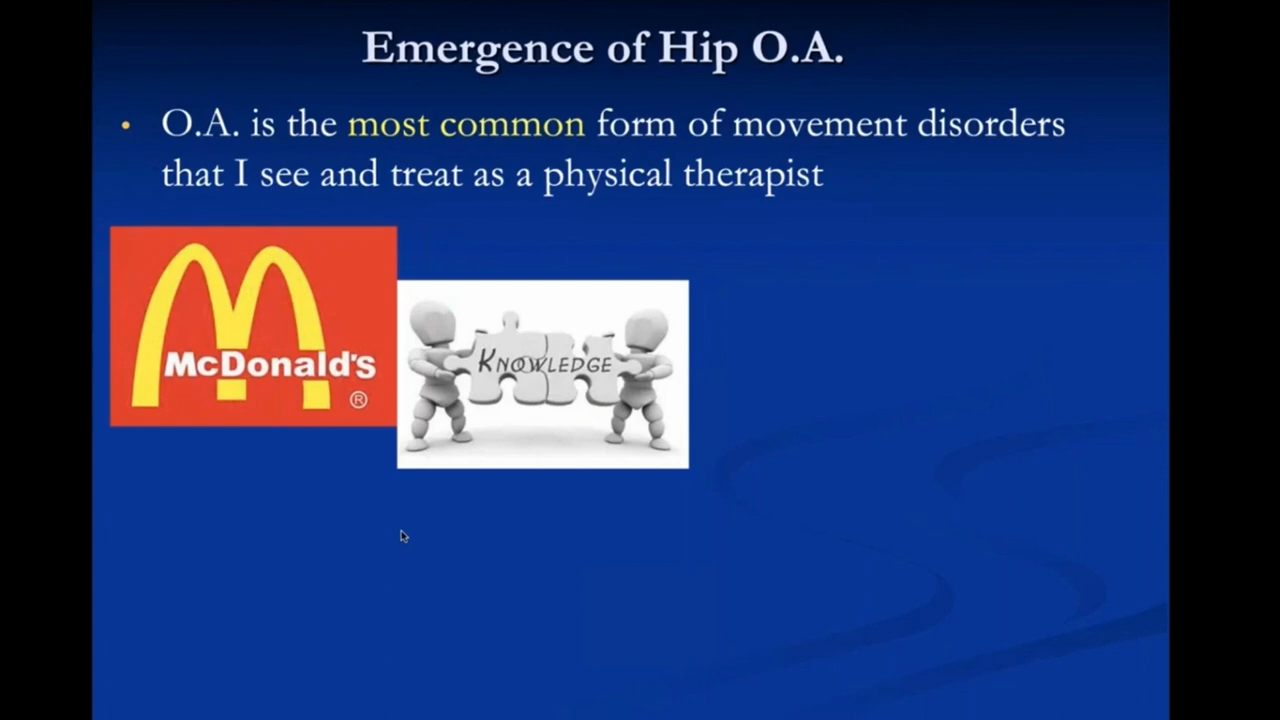 Emergence of Hip O.A.
• O.A. is the most common form of movement disorders
that I see and treat as a physical therapist
McDonald's
®
KNOWLEDGE